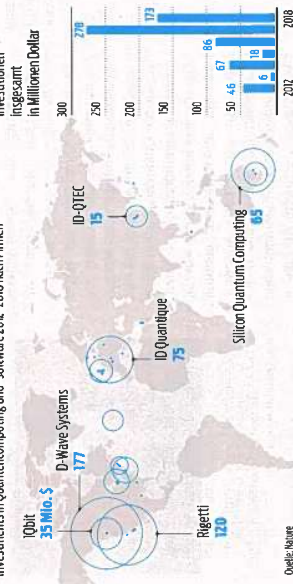 Investments in Quantencomputing und -Software 2012–2018 nach Firmen
1Qbit
35 Mio. $
D-Wave Systems
177
Rigetti
120
4
ID Quantique
75
ID-QTEC
15
Silicon Quantum Computing
65
Investitionen
insgesamt
in Millionen Dollar
300
250
200
150
100
50
46
6
67
18
86
278
173
2012
2018
Quelle: Nature